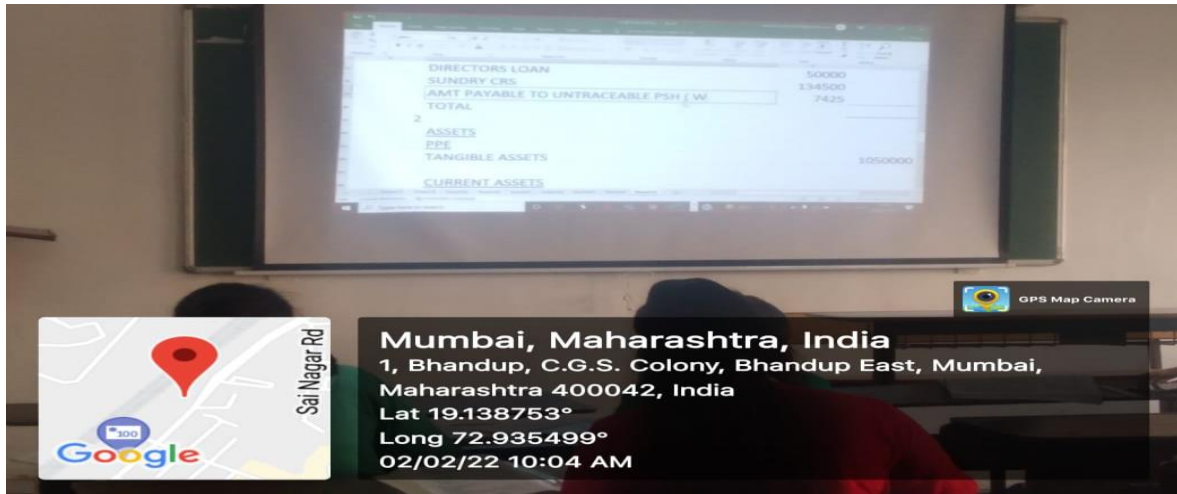 DIRECTORS LOAN 50000
SUNDRY CRS 134500
AMT PAYABLE TO UNTRACEABLE PSH ( W 7425
TOTAL
2
ASSETS
PPE
TANGIBLE ASSETS 1050000
CURRENT ASSETS
GPS Map Camera
Sai Nagar Rd
100
Google
Mumbai, Maharashtra, India
1, Bhandup, C.G.S. Colony, Bhandup East, Mumbai,
Maharashtra 400042, India
Lat 19.138753°
Long 72.935499°
02/02/22 10:04 AM